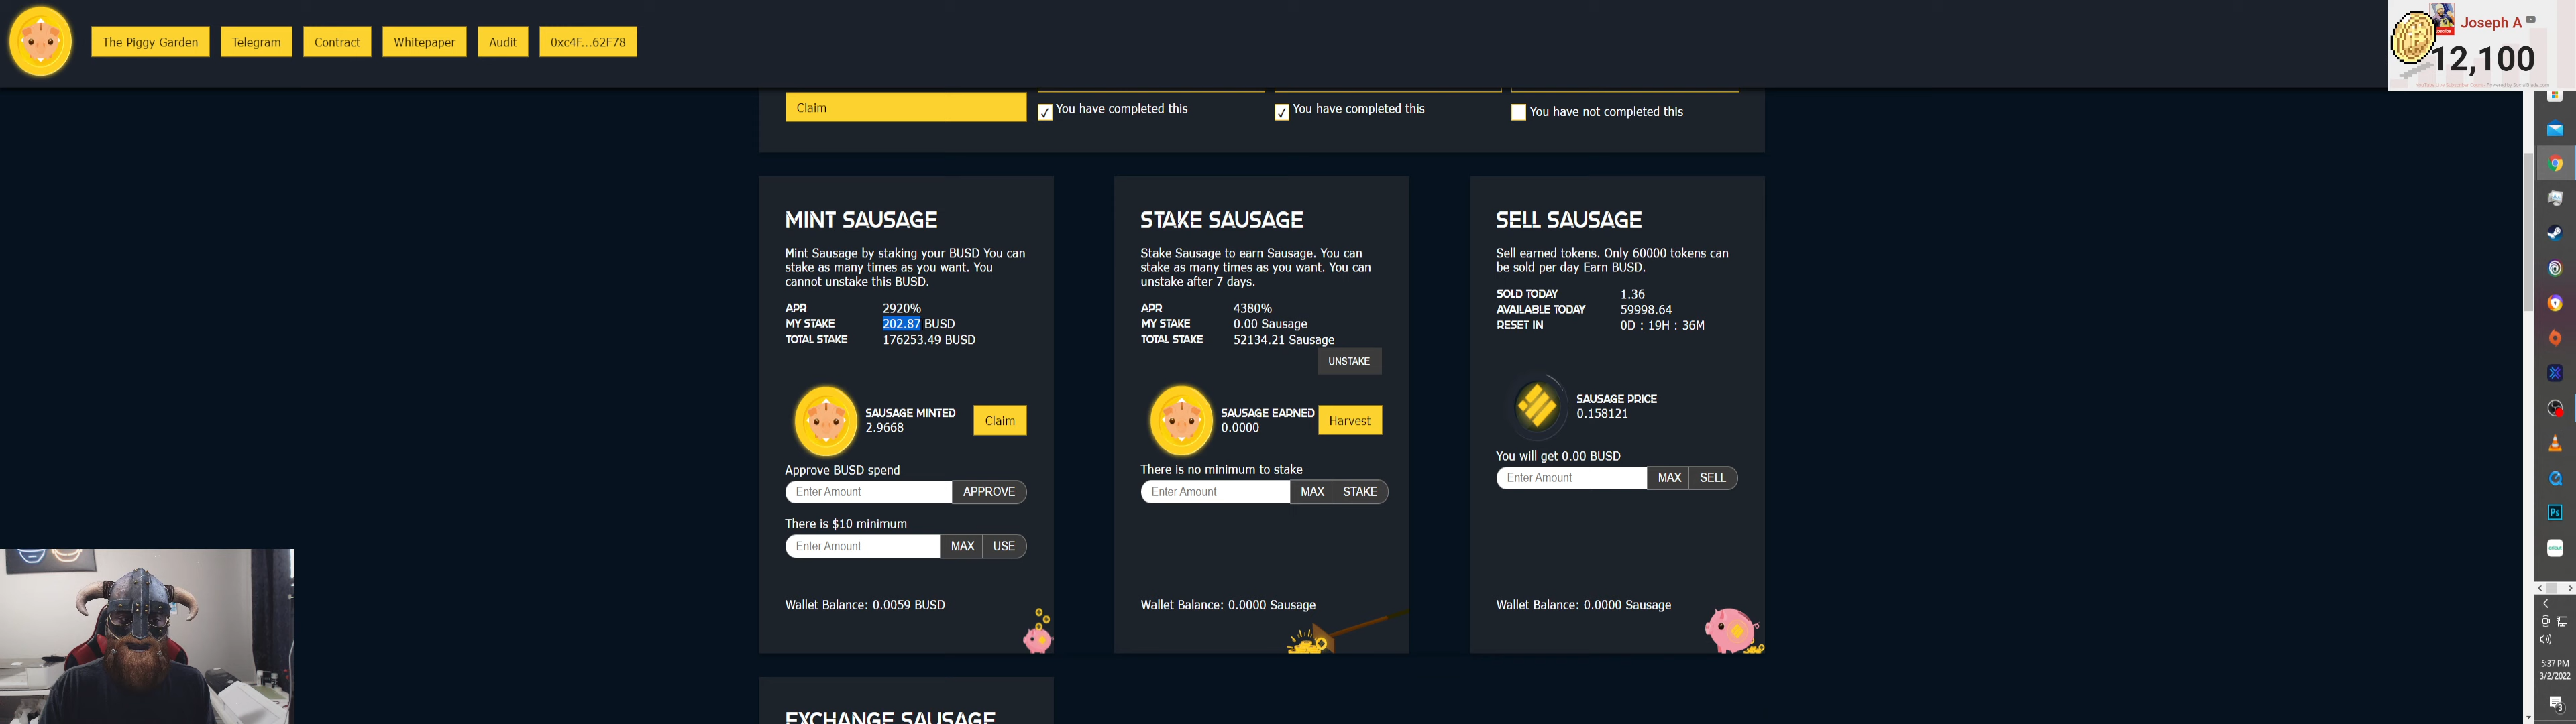 The Piggy Garden
Telegram
Contract
Whitepaper
Audit
0xc4F...62F78
Joseph A
12,100
Claim
You have completed this
You have completed this
You have not completed this
MINT SAUSAGE
Mint Sausage by staking your BUSD You can
stake as many times as you want. You
cannot unstake this BUSD.
APR 2920%
MY STAKE 202.87 BUSD
TOTAL STAKE 176253.49 BUSD
SAUSAGE MINTED
2.9668
Claim
Approve BUSD spend
Enter Amount APPROVE
There is $10 minimum
Enter Amount MAX USE
Wallet Balance: 0.0059 BUSD
STAKE SAUSAGE
Stake Sausage to earn Sausage. You can
stake as many times as you want. You can
unstake after 7 days.
APR 4380%
MY STAKE 0.00 Sausage
TOTAL STAKE 52134.21 Sausage
UNSTAKE
SAUSAGE EARNED
0.0000
Harvest
There is no minimum to stake
Enter Amount MAX STAKE
Wallet Balance: 0.0000 Sausage
SELL SAUSAGE
Sell earned tokens. Only 60000 tokens can
be sold per day Earn BUSD.
SOLD TODAY 1.36
AVAILABLE TODAY 59998.64
RESET IN 0D : 19H : 36M
SAUSAGE PRICE
0.158121
You will get 0.00 BUSD
Enter Amount MAX SELL
Wallet Balance: 0.0000 Sausage
EXCHANGE SAUSAGE
Ps
5:37 PM
3/2/2022
3